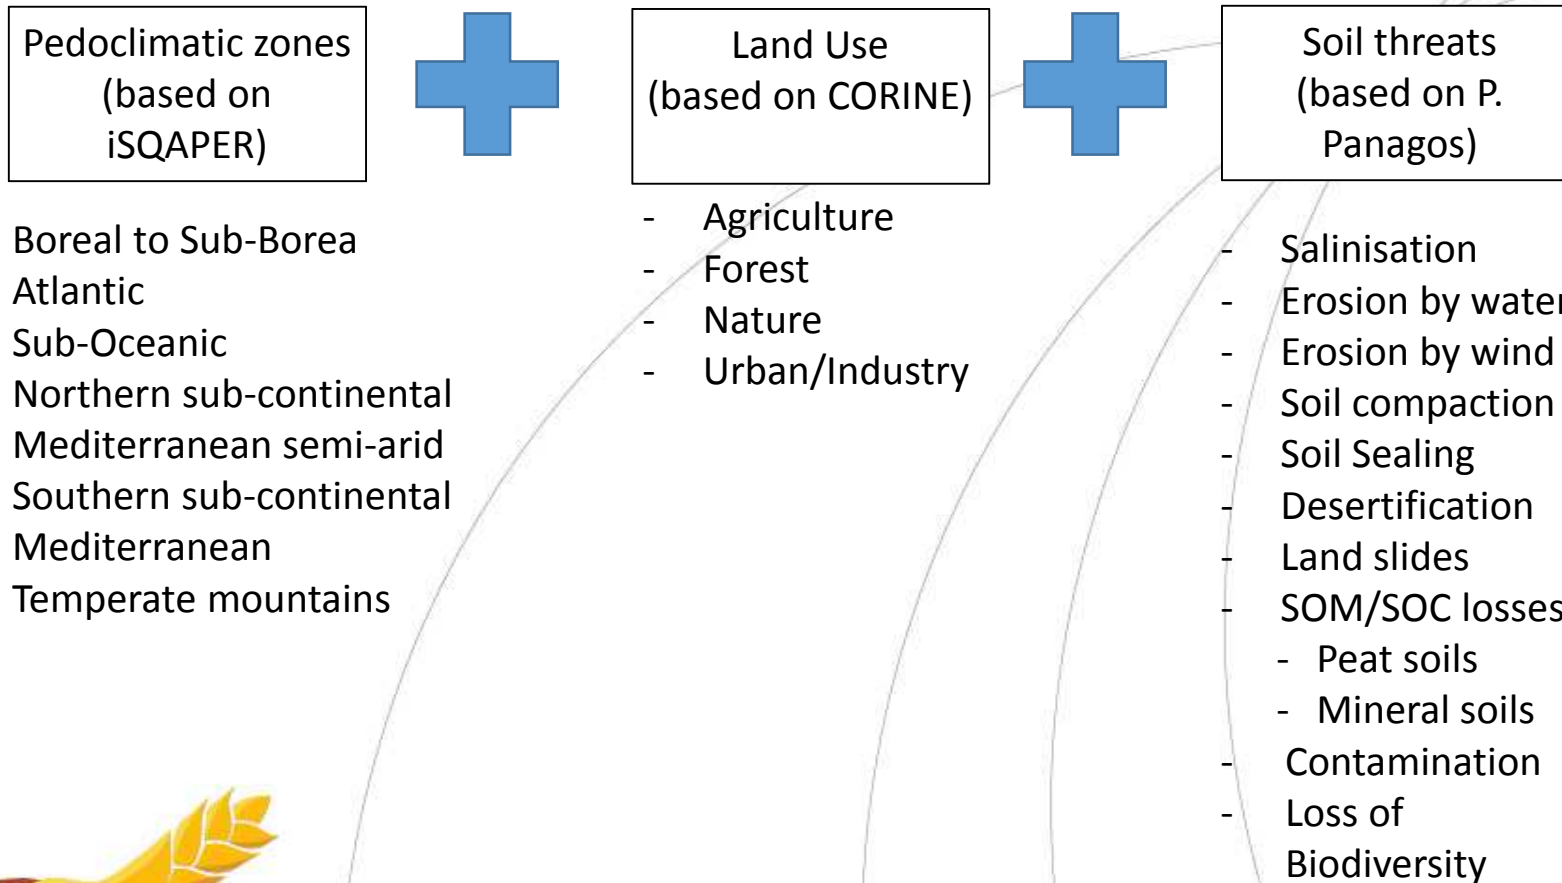 Pedoclimatic zones
(based on
iSQAPER)
Boreal to Sub-Borea
Atlantic
Sub-Oceanic
Northern sub-continental
Mediterranean semi-arid
Southern sub-continental
Mediterranean
Temperate mountains
Land Use
(based on CORINE)
- Agriculture
- Forest
- Nature
- Urban/Industry
Soil threats
(based on P.
Panagos)
- Salinisation
- Erosion by water
- Erosion by wind
- Soil compaction
- Soil Sealing
- Desertification
- Land slides
- SOM/SOC losses
- Peat soils
- Mineral soils
- Contamination
- Loss of
Biodiversity